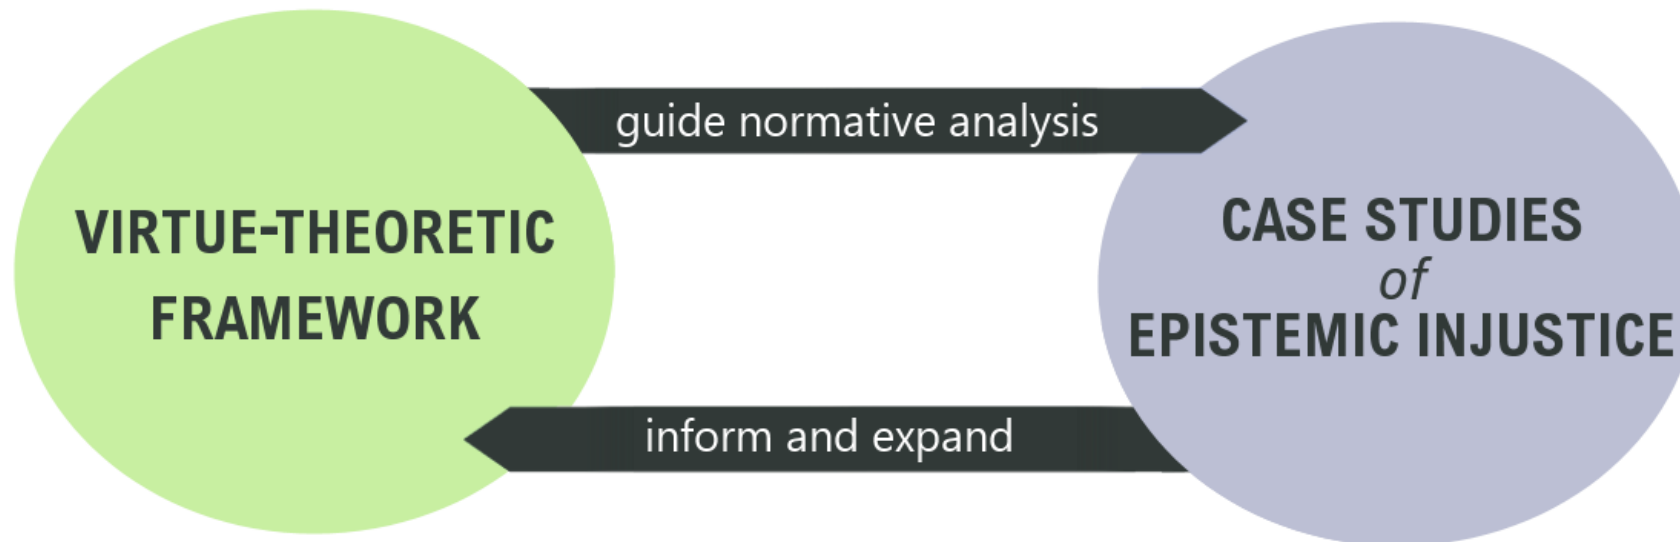 VIRTUE-THEORETIC
FRAMEWORK
guide normative analysis
CASE STUDIES
of
EPISTEMIC INJUSTICE
inform and expand